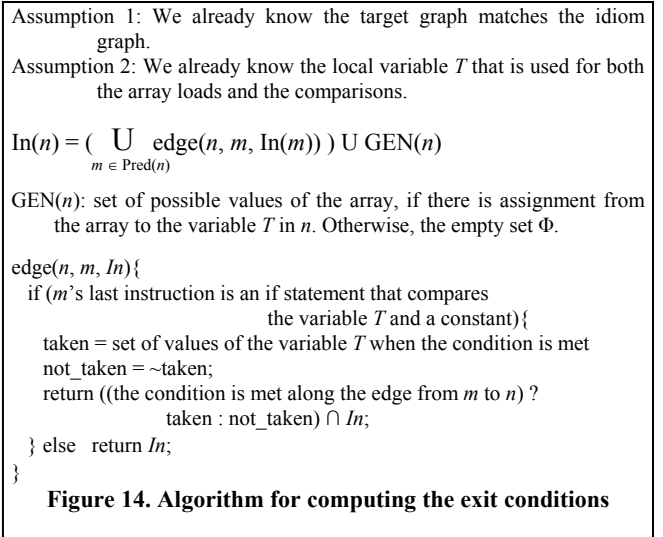 Assumption 1: We already know the target graph matches the idiom
graph.
Assumption 2: We already know the local variable T that is used for both
the array loads and the comparisons.
In(n) = ( U edge(n, m, In(m)) ) U GEN(n)
m ∈ Pred(n)
GEN(n): set of possible values of the array, if there is assignment from
the array to the variable T in n. Otherwise, the empty set Φ.
edge(n, m, In){
if (m’s last instruction is an if statement that compares
the variable T and a constant){
taken = set of values of the variable T when the condition is met
not_taken = ~taken;
return ((the condition is met along the edge from m to n) ?
taken : not_taken) ∩ In;
} else return In;
}
Figure 14. Algorithm for computing the exit conditions